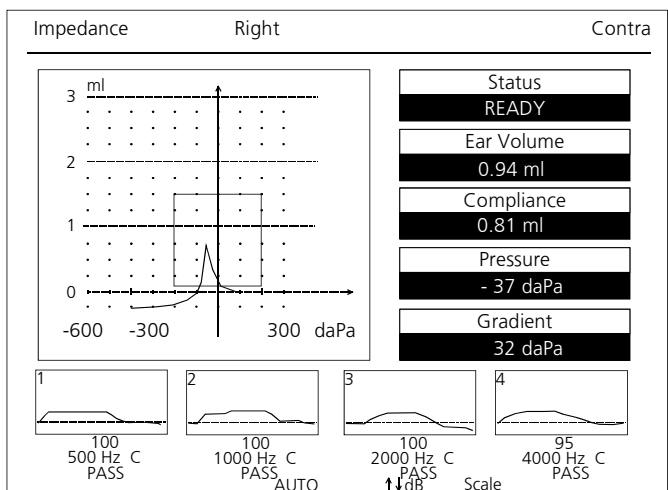 Impedance Right Contra
ml
3
2
1
0
-600 -300 300 daPa
Status
READY
Ear Volume
0.94 ml
Compliance
0.81 ml
Pressure
- 37 daPa
Gradient
32 daPa
1
100
500 Hz C
PASS
2
100
1000 Hz C
PASS
3
100
2000 Hz C
PASS
4
95
4000 Hz C
PASS
AUTO ↑↓dB Scale